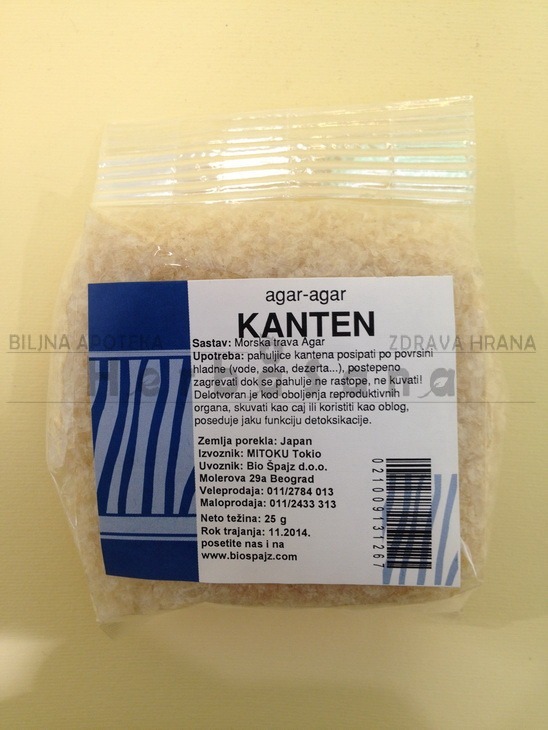 agar-agar
KANTEN
BILJNA APOTEKA
ZDRAVA HRANA
Sastav: Morska trava Agar
Upotreba: pahuljice kantena posipati po povrsini
hladne (vode, soka, dezerta...), postepeno
zagrevati dok se pahulje ne rastope, ne kuvati!
Delotvoran je kod oboljenja reproduktivnih
organa, skuvati kao caj ili koristiti kao oblog,
poseduje jaku funkciju detoksikacije.
Zemlja porekla: Japan
Izvoznik: MITOKU Tokio
Uvoznik: Bio Špajz d.o.o.
Molerova 29a Beograd
Veleprodaja: 011/2784 013
Maloprodaja: 011/2433 313
Neto težina: 25 g
Rok trajanja: 11.2014.
posetite nas i na
www.biospajz.com
021009131267